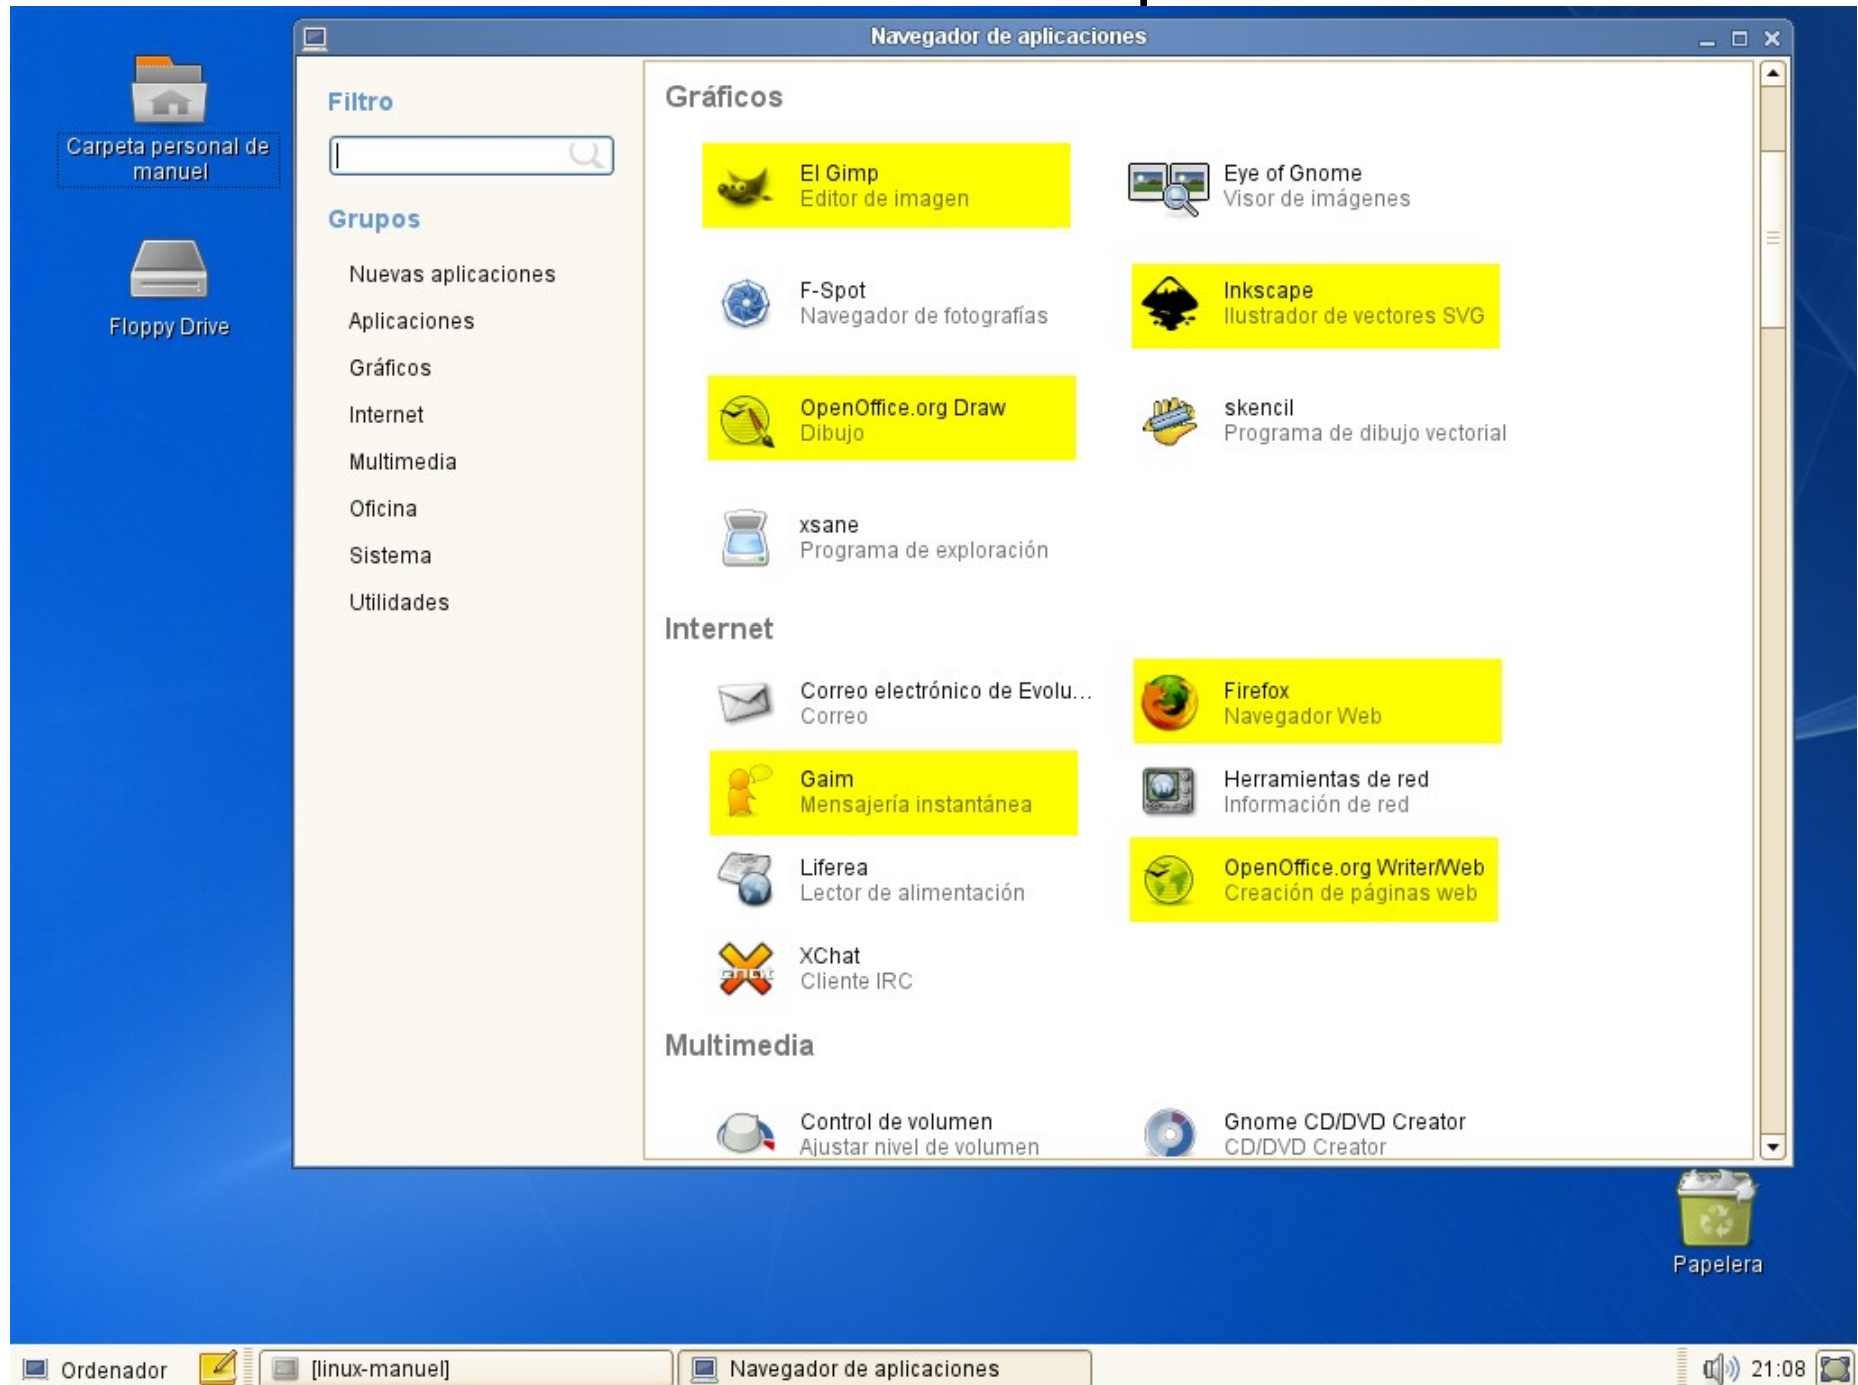 Navegador de aplicaciones
Carpeta personal de
manuel
Floppy Drive
Filtro
Grupos
Nuevas aplicaciones
Aplicaciones
Gráficos
Internet
Multimedia
Oficina
Sistema
Utilidades
Gráficos
El Gimp
Editor de imagen
Eye of Gnome
Visor de imágenes
F-Spot
Navegador de fotografías
Inkscape
Ilustrador de vectores SVG
OpenOffice.org Draw
Dibujo
skencil
Programa de dibujo vectorial
xsane
Programa de exploración
Internet
Correo electrónico de Evolu...
Correo
Firefox
Navegador Web
Gaim
Mensajería instantánea
Herramientas de red
Información de red
Liferea
Lector de alimentación
OpenOffice.org Writer/Web
Creación de páginas web
XChat
Cliente IRC
Multimedia
Control de volumen
Ajustar nivel de volumen
Gnome CD/DVD Creator
CD/DVD Creator
Papelera
Ordenador
[linux-manuel]
Navegador de aplicaciones
21:08